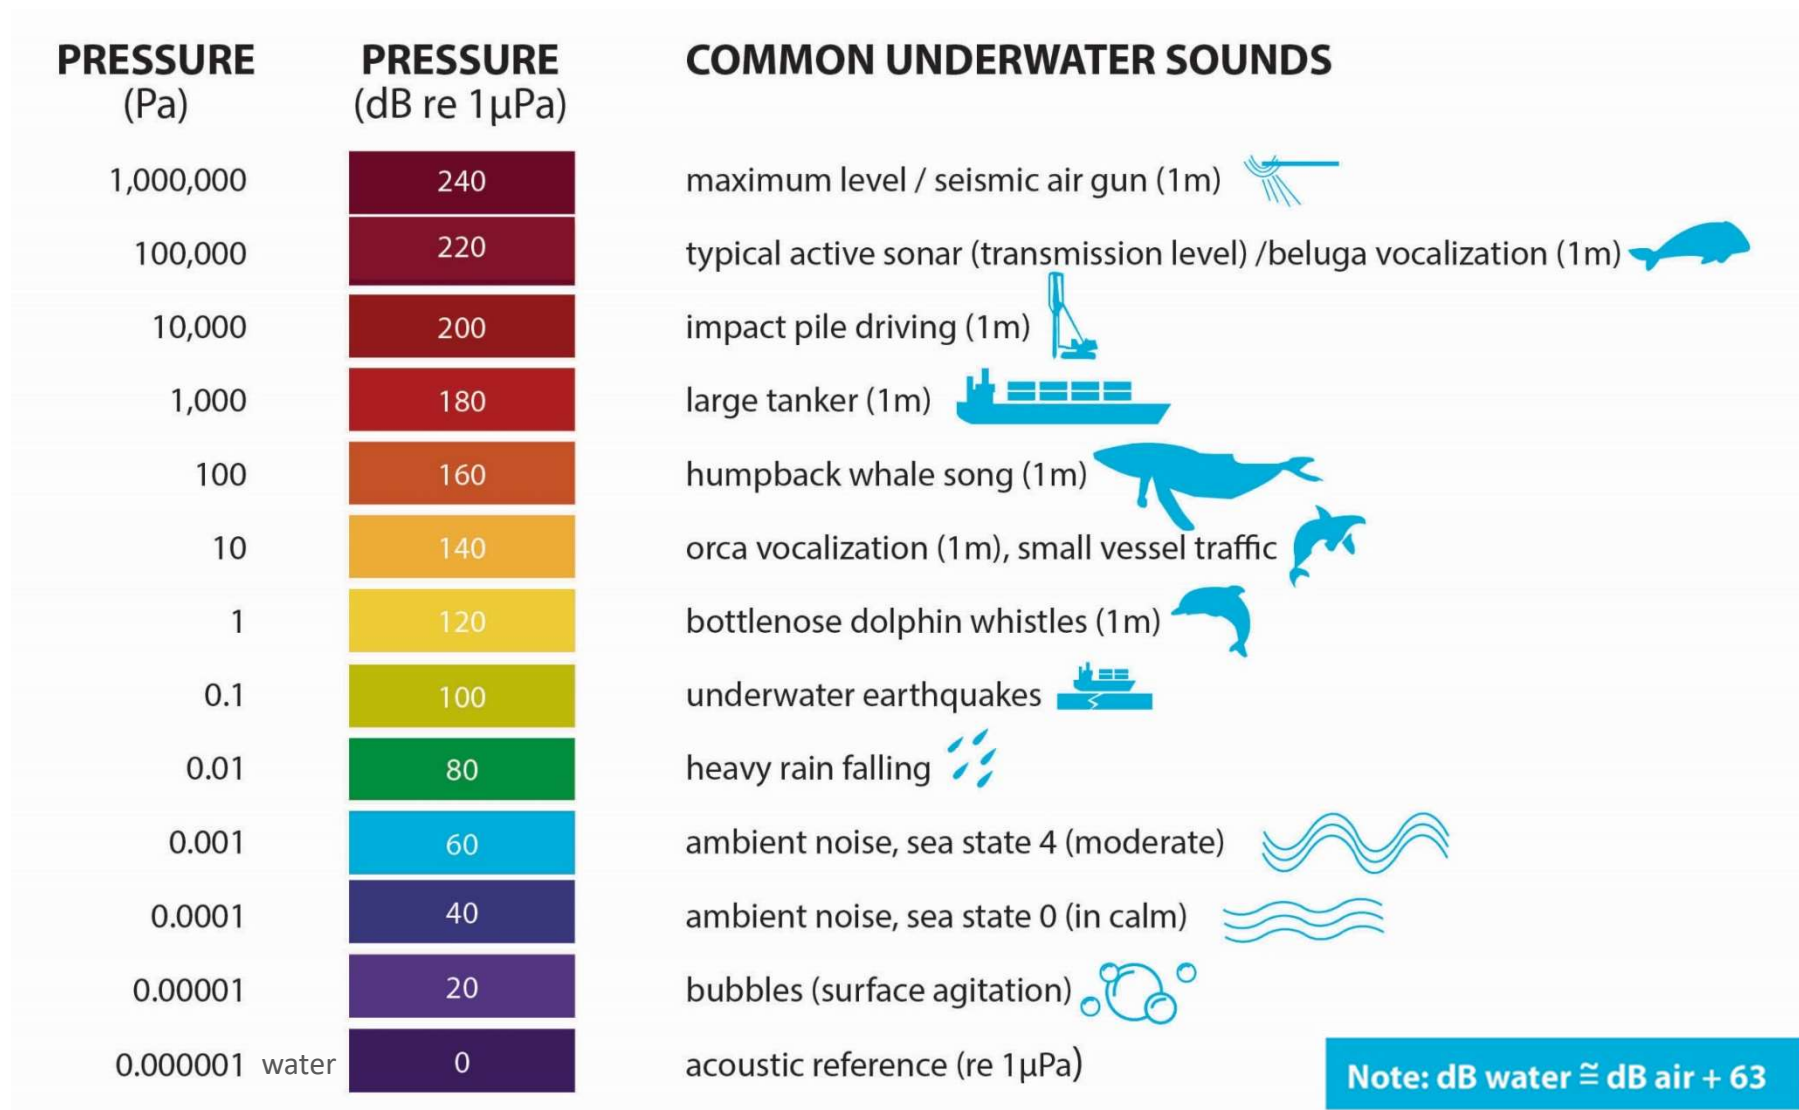 PRESSURE PRESSURE COMMON UNDERWATER SOUNDS
(Pa) (dB re 1µPa)
1,000,000 240 maximum level / seismic air gun (1m)
100,000 220 typical active sonar (transmission level) /beluga vocalization (1m)
10,000 200 impact pile driving (1m)
1,000 180 large tanker (1m)
100 160 humpback whale song (1m)
10 140 orca vocalization (1m), small vessel traffic
1 120 bottlenose dolphin whistles (1m)
0.1 100 underwater earthquakes
0.01 80 heavy rain falling
0.001 60 ambient noise, sea state 4 (moderate)
0.0001 40 ambient noise, sea state 0 (in calm)
0.00001 20 bubbles (surface agitation)
0.000001 water 0 acoustic reference (re 1µPa)
Note: dB water ≅ dB air + 63